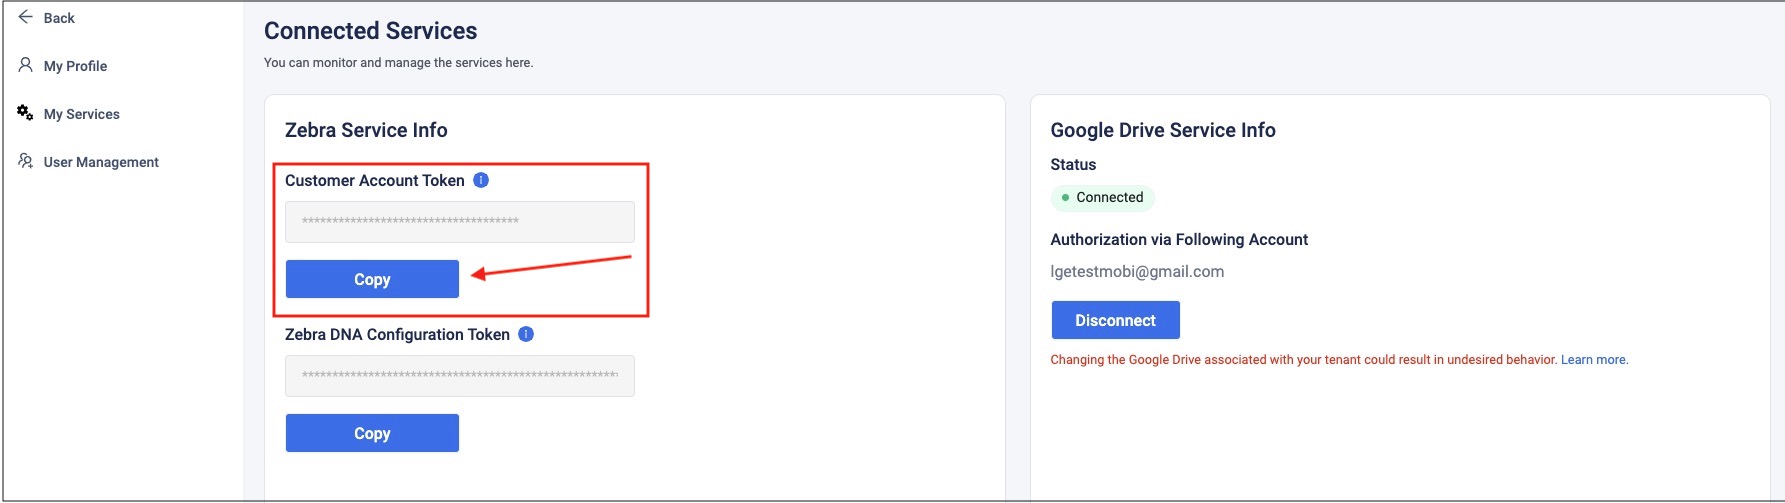 Back
My Profile
My Services
User Management
Connected Services
You can monitor and manage the services here.
Zebra Service Info
Customer Account Token
************************************
Copy
Zebra DNA Configuration Token
Copy
Google Drive Service Info
Status
Connected
Authorization via Following Account
lgetestmobi@gmail.com
Disconnect
Changing the Google Drive associated with your tenant could result in undesired behavior. Learn more.